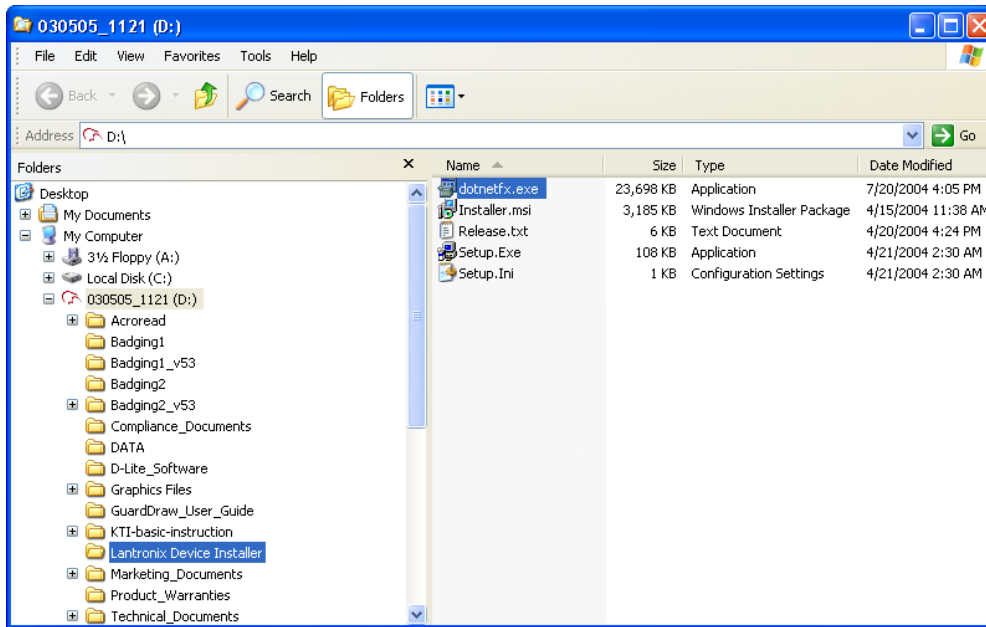 030505_1121 (D:)
File Edit View Favorites Tools Help
Back Search Folders
Address D:\ Go
Folders
Desktop
My Documents
My Computer
3½ Floppy (A:)
Local Disk (C:)
030505_1121 (D:)
Acroread
Badging1
Badging1_v53
Badging2
Badging2_v53
Compliance_Documents
DATA
D-Lite_Software
Graphics Files
GuardDraw_User_Guide
KTI-basic-instruction
Lantronix Device Installer
Marketing_Documents
Product_Warranties
Technical_Documents
Name Size Type Date Modified
dotnetfx.exe 23,698 KB Application 7/20/2004 4:05 PM
Installer.msi 3,185 KB Windows Installer Package 4/15/2004 11:38 AM
Release.txt 6 KB Text Document 4/20/2004 4:24 PM
Setup.Exe 108 KB Application 4/21/2004 2:30 AM
Setup.Ini 1 KB Configuration Settings 4/21/2004 2:30 AM